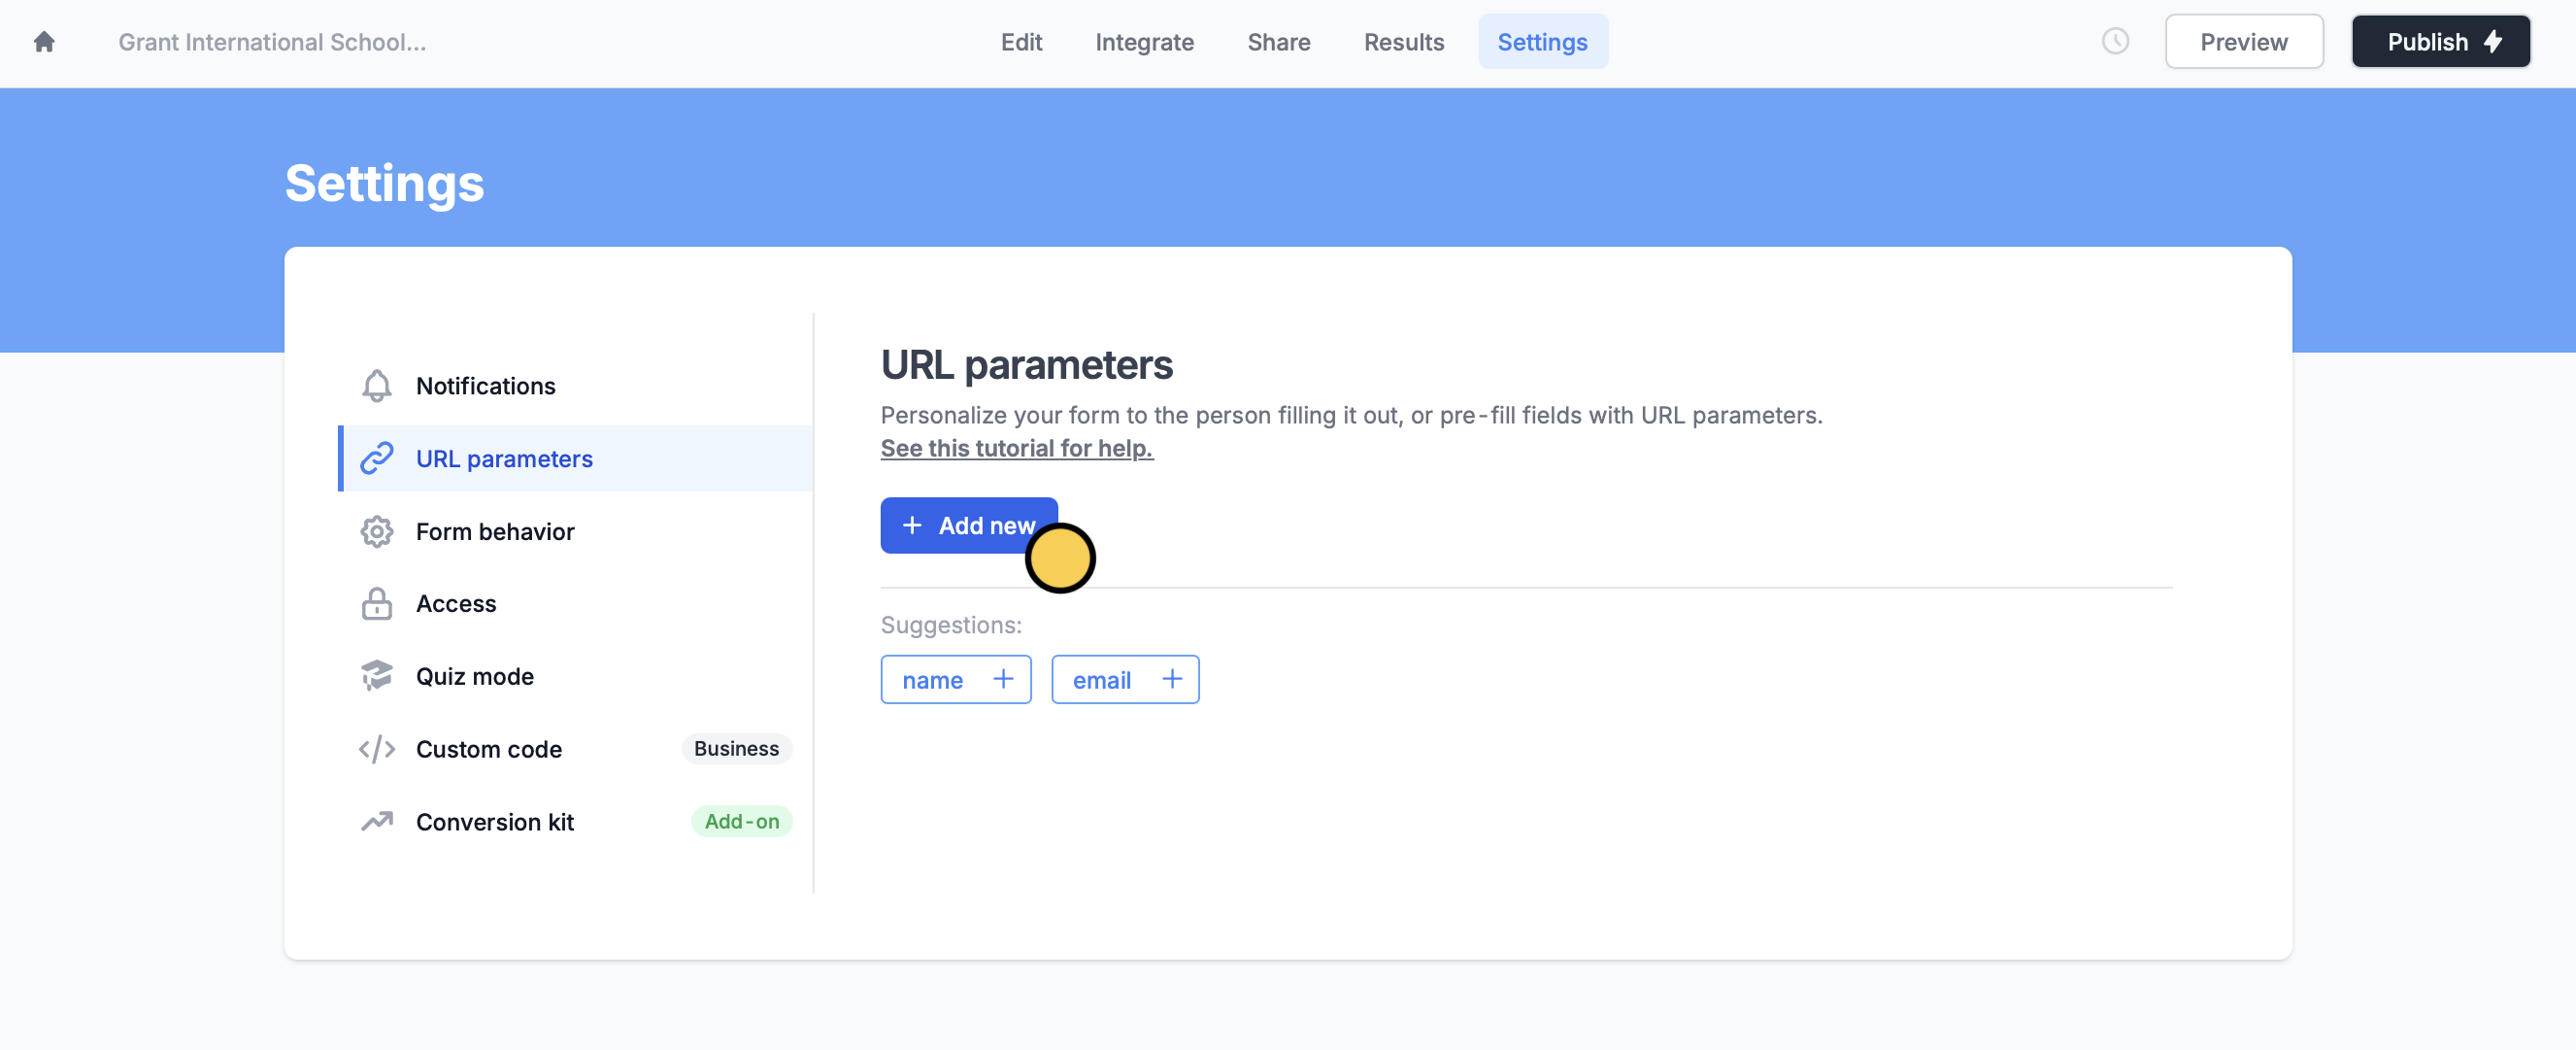 Grant International School...
Edit
Integrate
Share
Results
Settings
Preview
Publish
Settings
Notifications
URL parameters
Form behavior
Access
Quiz mode
Custom code
Business
Conversion kit
Add-on
URL parameters
Personalize your form to the person filling it out, or pre-fill fields with URL parameters.
See this tutorial for help.
+ Add new
Suggestions:
name +
email +